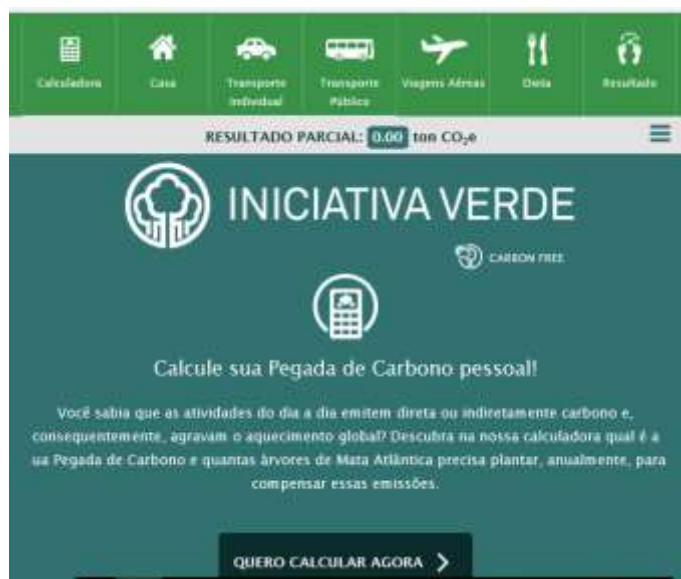 Calculadora
Casa
Transporte
Individual
Transporte
Público
Viagens Aéreas
Dieta
Resultado
RESULTADO PARCIAL: 0.00 ton CO₂e
INICIATIVA VERDE
CARBON FREE
Calcule sua Pegada de Carbono pessoal!
Você sabia que as atividades do dia a dia emitem direta ou indiretamente carbono e,
consequentemente, agravam o aquecimento global? Descubra na nossa calculadora qual é a
ua Pegada de Carbono e quantas árvores de Mata Atlântica precisa plantar, anualmente, para
compensar essas emissões.
QUERO CALCULAR AGORA